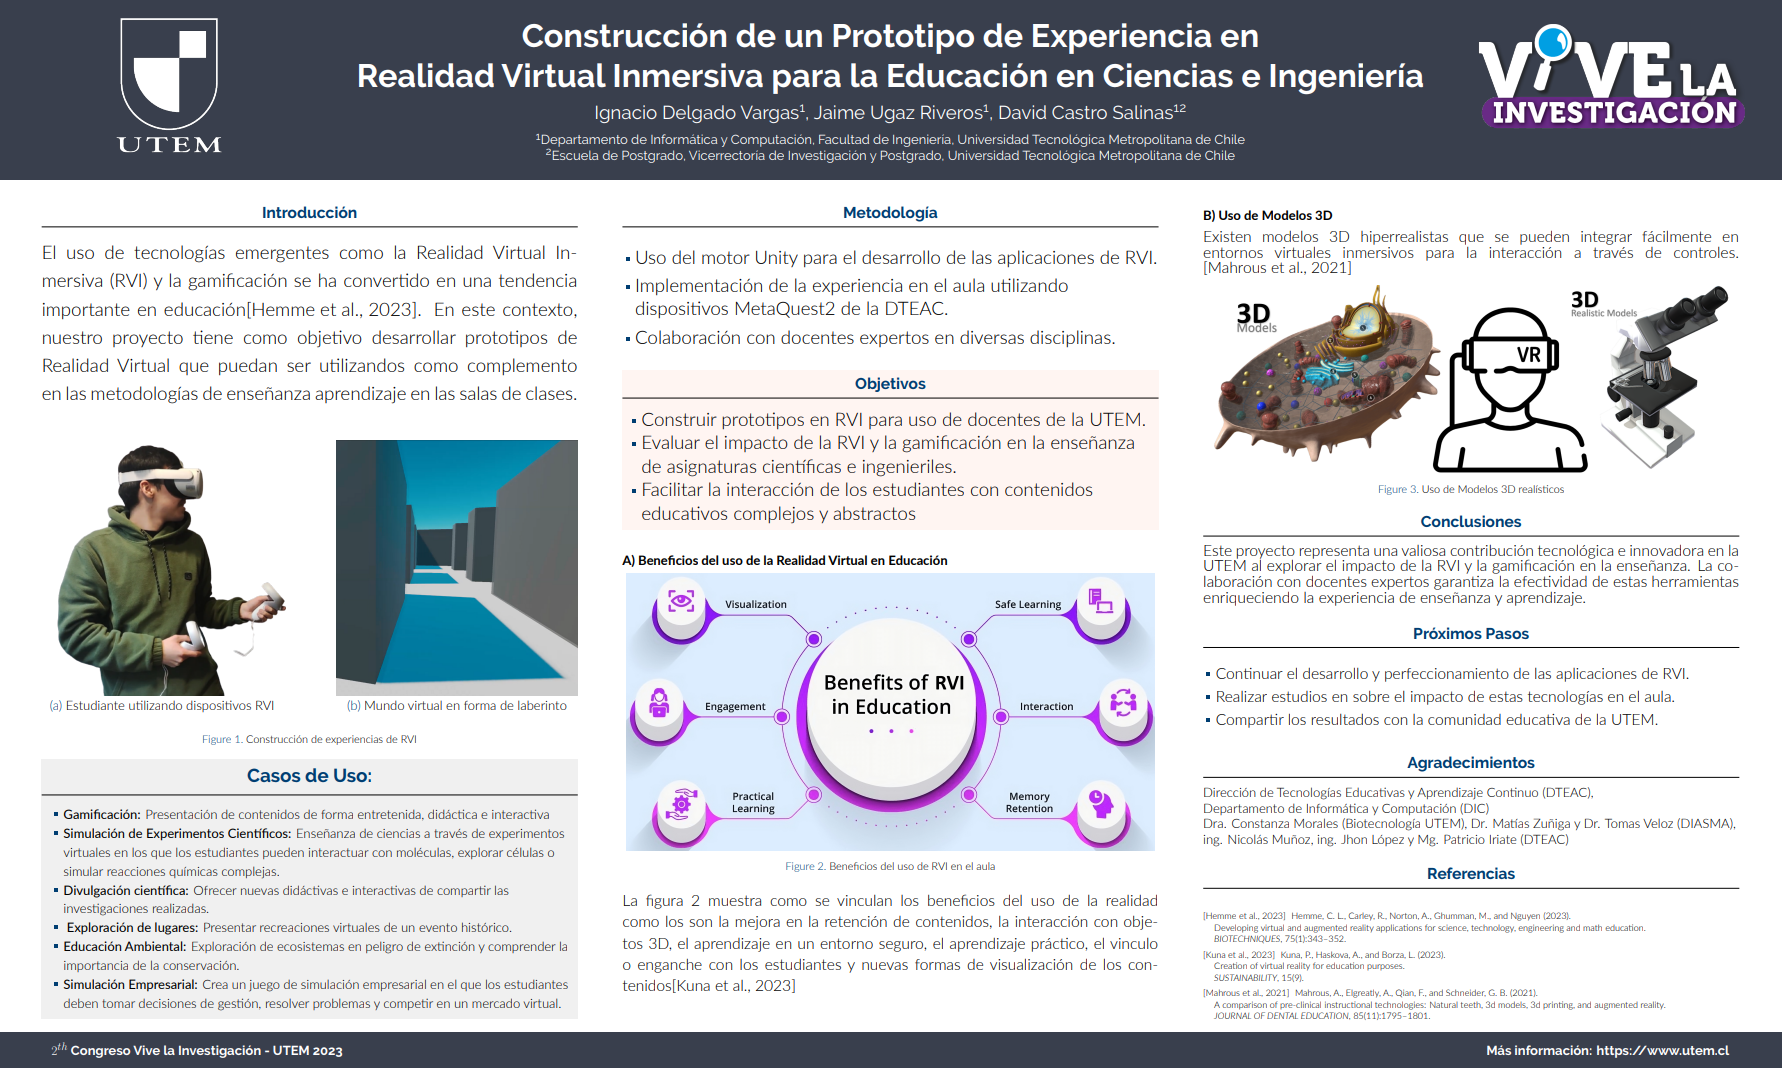 UTEM
Construcción de un Prototipo de Experiencia en
Realidad Virtual Inmersiva para la Educación en Ciencias e Ingeniería
Ignacio Delgado Vargas¹, Jaime Ugaz Riveros¹, David Castro Salinas¹²
¹Departamento de Informática y Computación, Facultad de Ingeniería, Universidad Tecnológica Metropolitana de Chile
²Escuela de Postgrado, Vicerrectoría de Investigación y Postgrado, Universidad Tecnológica Metropolitana de Chile
VIVE LA
INVESTIGACIÓN
Introducción
El uso de tecnologías emergentes como la Realidad Virtual In-
mersiva (RVI) y la gamificación se ha convertido en una tendencia
importante en educación[Hemme et al., 2023]. En este contexto,
nuestro proyecto tiene como objetivo desarrollar prototipos de
Realidad Virtual que puedan ser utilizandos como complemento
en las metodologías de enseñanza aprendizaje en las salas de clases.
(a) Estudiante utilizando dispositivos RVI
(b) Mundo virtual en forma de laberinto
Figure 1. Construcción de experiencias de RVI
Casos de Uso:
▪ Gamificación: Presentación de contenidos de forma entretenida, didáctica e interactiva
▪ Simulación de Experimentos Científicos: Enseñanza de ciencias a través de experimentos
virtuales en los que los estudiantes pueden interactuar con moléculas, explorar células o
simular reacciones químicas complejas.
▪ Divulgación científica: Ofrecer nuevas didáctivas e interactivas de compartir las
investigaciones realizadas.
▪ Exploración de lugares: Presentar recreaciones virtuales de un evento histórico.
▪ Educación Ambiental: Exploración de ecosistemas en peligro de extinción y comprender la
importancia de la conservación.
▪ Simulación Empresarial: Crea un juego de simulación empresarial en el que los estudiantes
deben tomar decisiones de gestión, resolver problemas y competir en un mercado virtual.
Metodología
▪ Uso del motor Unity para el desarrollo de las aplicaciones de RVI.
▪ Implementación de la experiencia en el aula utilizando
dispositivos MetaQuest2 de la DTEAC.
▪ Colaboración con docentes expertos en diversas disciplinas.
Objetivos
▪ Construir prototipos en RVI para uso de docentes de la UTEM.
▪ Evaluar el impacto de la RVI y la gamificación en la enseñanza
de asignaturas científicas e ingenieriles.
▪ Facilitar la interacción de los estudiantes con contenidos
educativos complejos y abstractos
A) Beneficios del uso de la Realidad Virtual en Educación
Visualization
Safe Learning
Benefits of RVI
in Education
Engagement
Interaction
Practical
Learning
Memory
Retention
Figure 2. Beneficios del uso de RVI en el aula
La figura 2 muestra como se vinculan los beneficios del uso de la realidad
como los son la mejora en la retención de contenidos, la interacción con obje-
tos 3D, el aprendizaje en un entorno seguro, el aprendizaje práctico, el vinculo
o enganche con los estudiantes y nuevas formas de visualización de los con-
tenidos[Kuna et al., 2023]
B) Uso de Modelos 3D
Existen modelos 3D hiperrealistas que se pueden integrar fácilmente en
entornos virtuales inmersivos para la interacción a través de controles.
[Mahrous et al., 2021]
3D
Models
VR
3D
Realistic Models
Figure 3. Uso de Modelos 3D realísticos
Conclusiones
Este proyecto representa una valiosa contribución tecnológica e innovadora en la
UTEM al explorar el impacto de la RVI y la gamificación en la enseñanza. La co-
laboración con docentes expertos garantiza la efectividad de estas herramientas
enriqueciendo la experiencia de enseñanza y aprendizaje.
Próximos Pasos
▪ Continuar el desarrollo y perfeccionamiento de las aplicaciones de RVI.
▪ Realizar estudios en sobre el impacto de estas tecnologías en el aula.
▪ Compartir los resultados con la comunidad educativa de la UTEM.
Agradecimientos
Dirección de Tecnologías Educativas y Aprendizaje Continuo (DTEAC),
Departamento de Informática y Computación (DIC)
Dra. Constanza Morales (Biotecnología UTEM), Dr. Matías Zuñiga y Dr. Tomas Veloz (DIASMA),
ing. Nicolás Muñoz, ing. Jhon López y Mg. Patricio Iriate (DTEAC)
Referencias
[Hemme et al., 2023] Hemme, C. L., Carley, R., Norton, A., Ghumman, M., and Nguyen (2023).
Developing virtual and augmented reality applications for science, technology, engineering and math education.
BIOTECHNIQUES, 75(1):343–352.
[Kuna et al., 2023] Kuna, P., Haskova, A., and Borza, L. (2023).
Creation of virtual reality for education purposes.
SUSTAINABILITY, 15(9).
[Mahrous et al., 2021] Mahrous, A., Elgreatly, A., Qian, F., and Schneider, G. B. (2021).
A comparison of pre-clinical instructional technologies: Natural teeth, 3d models, 3d printing, and augmented reality.
JOURNAL OF DENTAL EDUCATION, 85(11):1795–1801.
2th Congreso Vive la Investigación - UTEM 2023
Más información: https://www.utem.cl